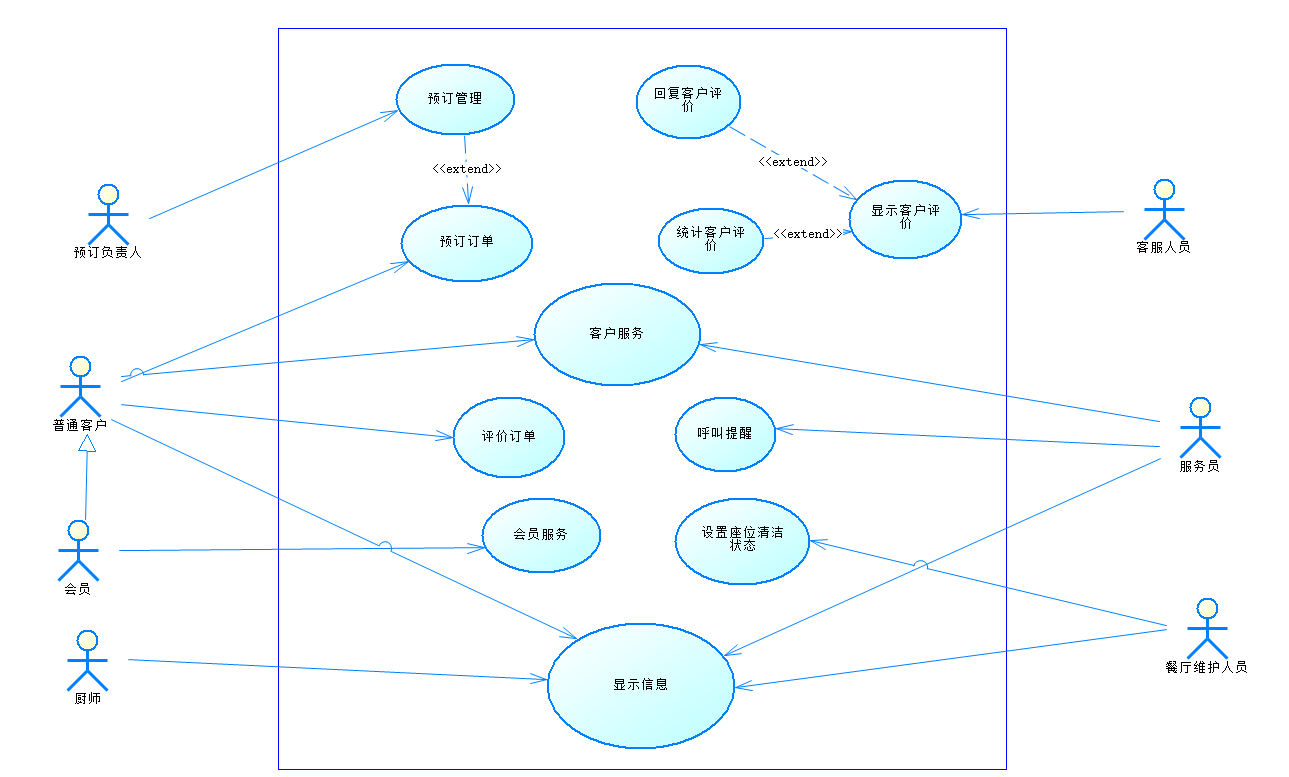 预订管理
回复客户评
价
<<extend>>
<<extend>>
预订负责人
预订订单
统计客户评
价
<<extend>>
显示客户评
价
客服人员
客户服务
普通客户
评价订单
呼叫提醒
服务员
会员服务
设置座位清洁
状态
会员
显示信息
厨师
餐厅维护人员